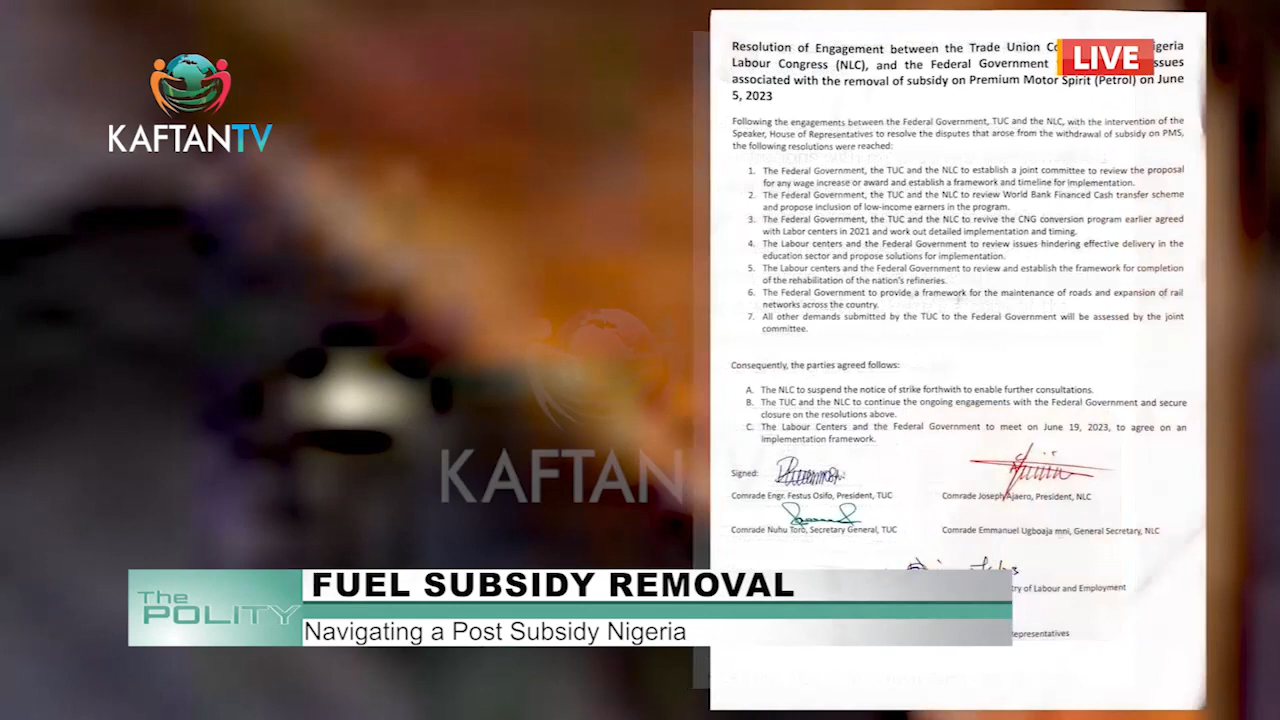 KAFTANTV
LIVE
Resolution of Engagement between the Trade Union Co igeria
Labour Congress (NLC), and the Federal Government issues
associated with the removal of subsidy on Premium Motor Spirit (Petrol) on June
5, 2023
Following the engagements between the Federal Government, TUC and the NLC, with the intervention of the
Speaker, House of Representatives to resolve the disputes that arose from the withdrawal of subsidy on PMS,
the following resolutions were reached:
1. The Federal Government, the TUC and the NLC to establish a joint committee to review the proposal
for any wage increase or award and establish a framework and timeline for implementation.
2. The Federal Government, the TUC and the NLC to review World Bank Financed Cash transfer scheme
and propose inclusion of low-income earners in the program.
3. The Federal Government, the TUC and the NLC to revive the CNG conversion program earlier agreed
with Labor centers in 2021 and work out detailed implementation and timing.
4. The Labour centers and the Federal Government to review issues hindering effective delivery in the
education sector and propose solutions for implementation.
5. The Labour centers and the Federal Government to review and establish the framework for completion
of the rehabilitation of the nation's refineries.
6. The Federal Government to provide a framework for the maintenance of roads and expansion of rail
networks across the country.
7. All other demands submitted by the TUC to the Federal Government will be assessed by the joint
committee.
Consequently, the parties agreed follows:
A. The NLC to suspend the notice of strike forthwith to enable further consultations.
B. The TUC and the NLC to continue the ongoing engagements with the Federal Government and secure
closure on the resolutions above.
C. The Labour Centers and the Federal Government to meet on June 19, 2023, to agree on an
implementation framework.
Signed:
Comrade Engr. Festus Osifo, President, TUC
Comrade Joseph Ajaero, President, NLC
Comrade Nuhu Toro, Secretary General, TUC
Comrade Emmanuel Ugboaja mni, General Secretary, NLC
try of Labour and Employment
Representatives
KAFTANTV
The POLITY
FUEL SUBSIDY REMOVAL
Navigating a Post Subsidy Nigeria